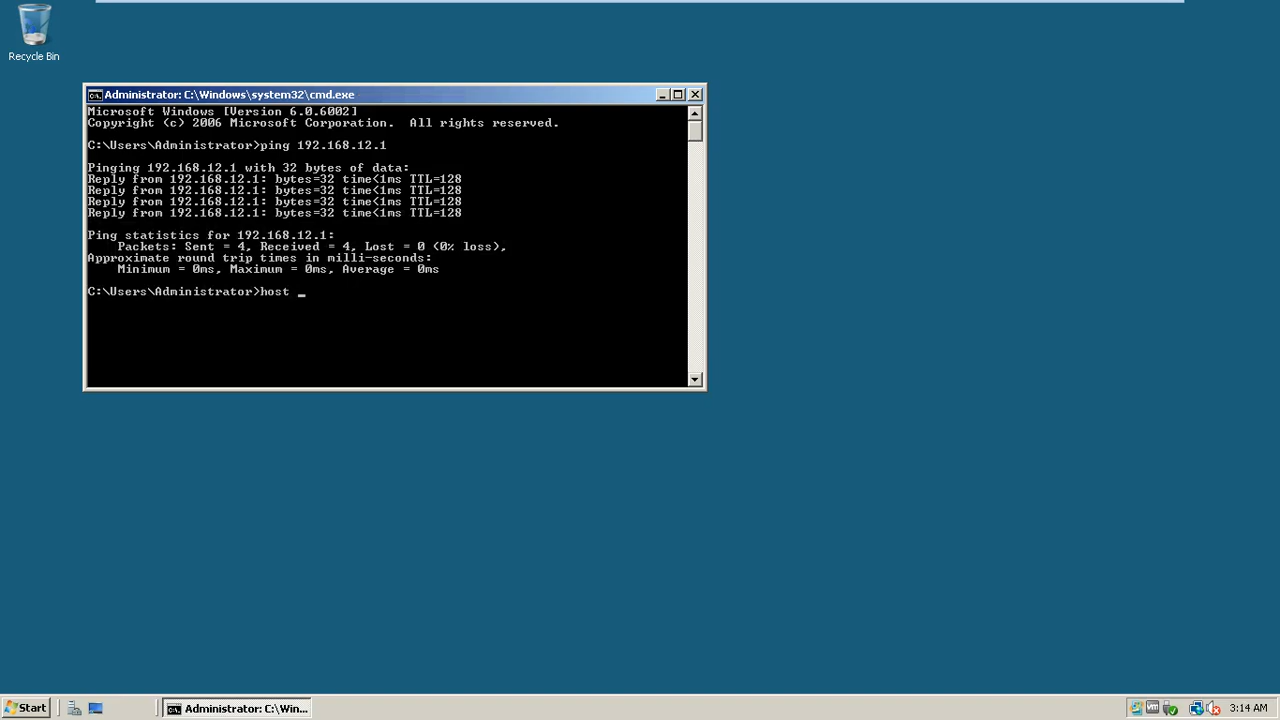 Recycle Bin
Administrator: C:\Windows\system32\cmd.exe
Microsoft Windows [Version 6.0.6002]
Copyright (c) 2006 Microsoft Corporation.  All rights reserved.
C:\Users\Administrator>ping 192.168.12.1
Pinging 192.168.12.1 with 32 bytes of data:
Reply from 192.168.12.1: bytes=32 time<1ms TTL=128
Reply from 192.168.12.1: bytes=32 time<1ms TTL=128
Reply from 192.168.12.1: bytes=32 time<1ms TTL=128
Reply from 192.168.12.1: bytes=32 time<1ms TTL=128
Ping statistics for 192.168.12.1:
    Packets: Sent = 4, Received = 4, Lost = 0 (0% loss),
Approximate round trip times in milli-seconds:
    Minimum = 0ms, Maximum = 0ms, Average = 0ms
C:\Users\Administrator>host _
Start
Administrator: C:\Win...
3:14 AM